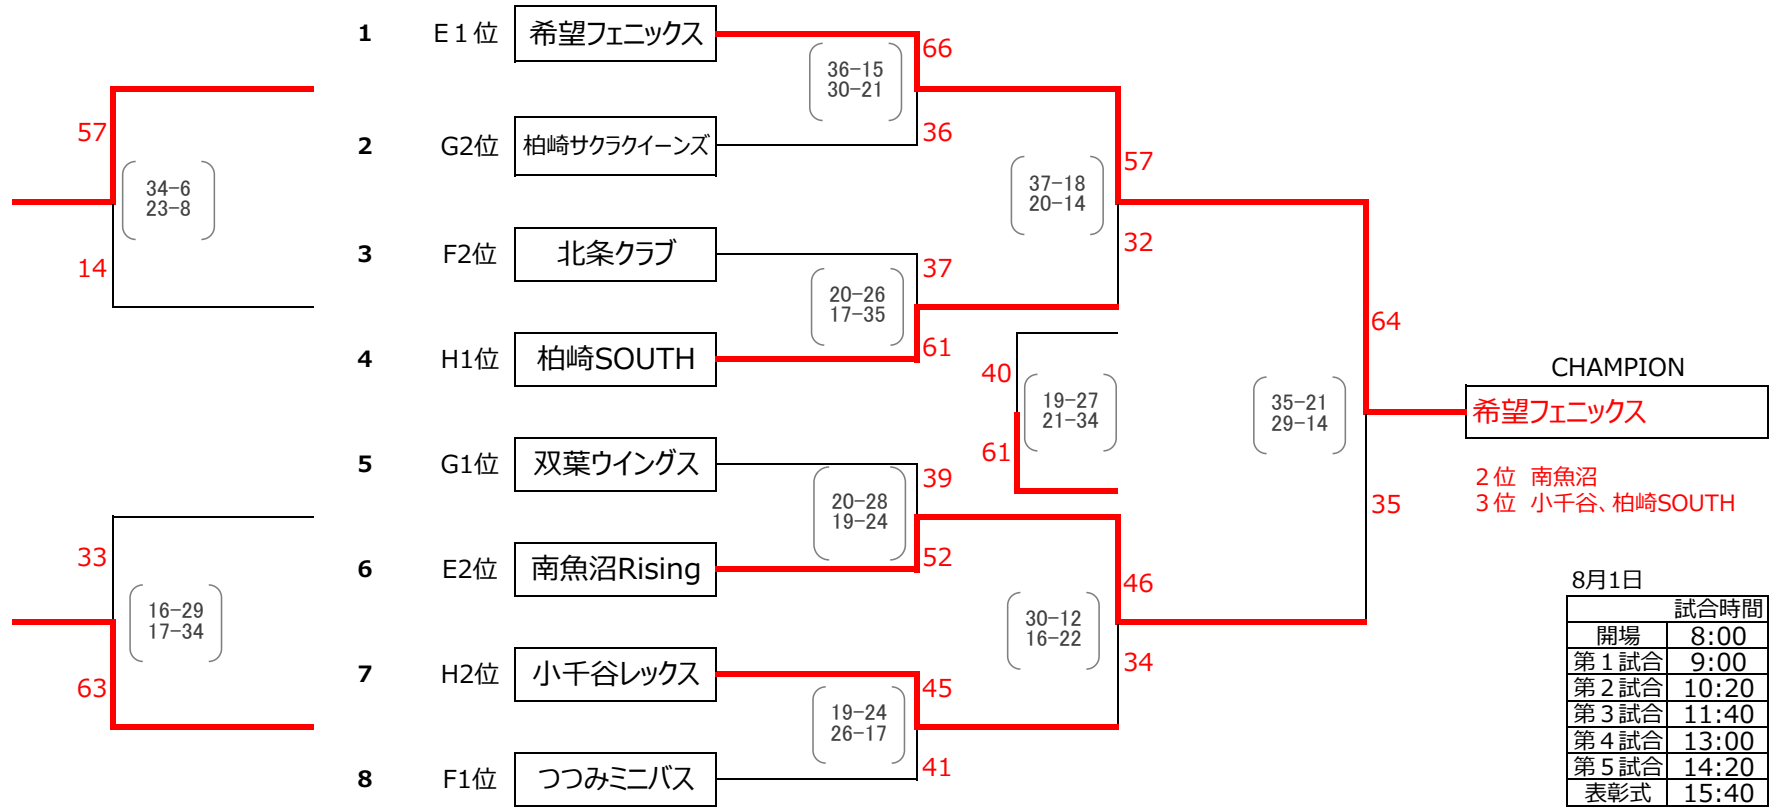 1 E１位 希望フェニックス
66
36-15
30-21
57
2 G2位 柏崎サクラクイーンズ
36
57
34-6
23-8
37-18
20-14
3 F2位 北条クラブ
37
32
14
20-26
17-35
64
4 H1位 柏崎SOUTH
61
40
CHAMPION
19-27
21-34
35-21
29-14
希望フェニックス
61
5 G1位 双葉ウイングス
39
２位 南魚沼
３位 小千谷、柏崎SOUTH
20-28
19-24
35
33
6 E2位 南魚沼Rising
52
46
16-29
17-34
30-12
16-22
7 H2位 小千谷レックス
45
34
63
19-24
26-17
8 F1位 つつみミニバス
41
8月1日
試合時間
開場 8:00
第１試合 9:00
第２試合 10:20
第３試合 11:40
第４試合 13:00
第５試合 14:20
表彰式 15:40